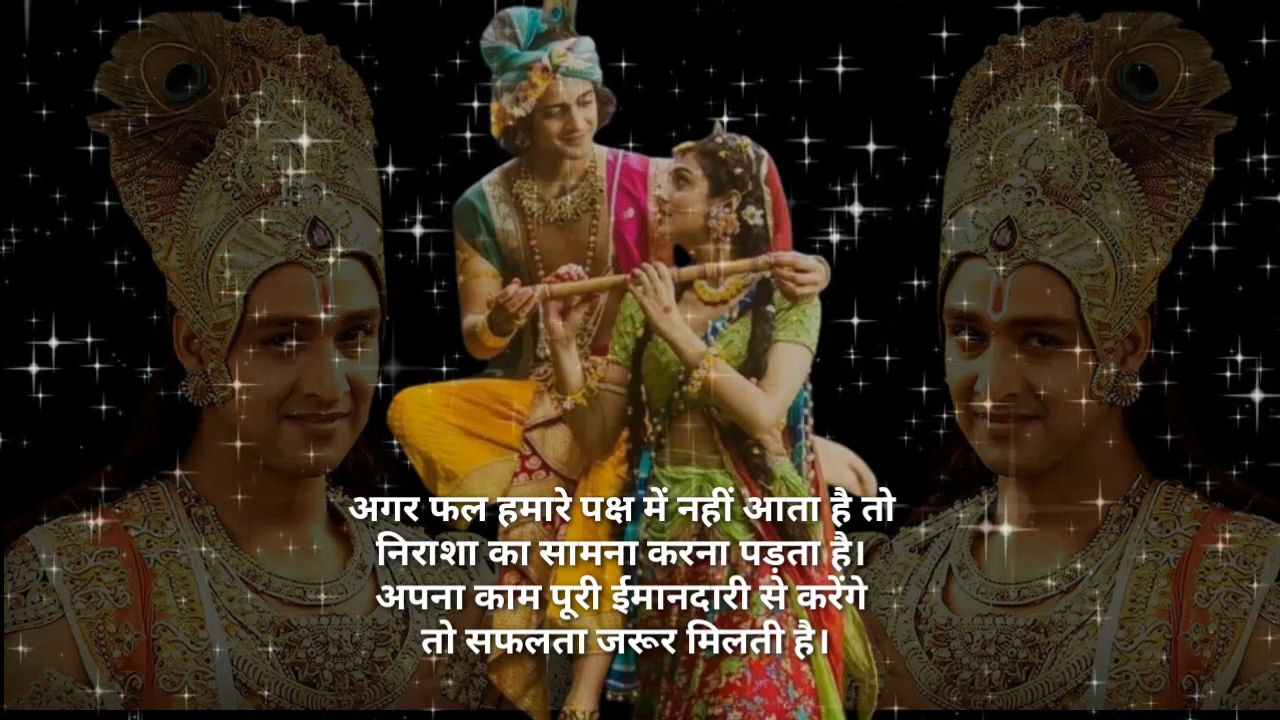 अगर फल हमारे पक्ष में नहीं आता है तो
निराशा का सामना करना पड़ता है।
अपना काम पूरी ईमानदारी से करेंगे
तो सफलता जरूर मिलती है।